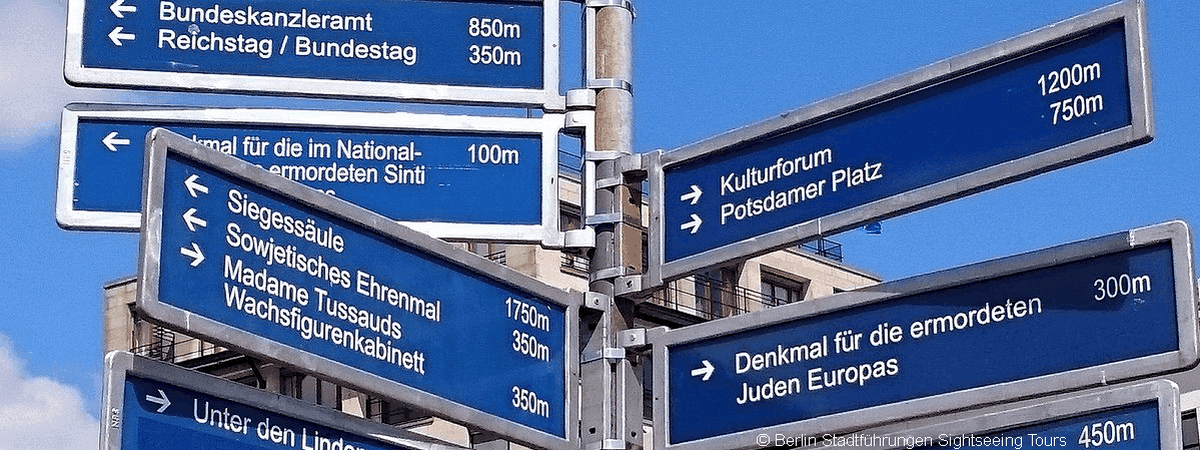 Bundeskanzleramt 850m
Reichstag / Bundestag 350m
für die im National- 100m
ermordeten Sinti
← Siegessäule 1750m
← Sowjetisches Ehrenmal 350m
→ Madame Tussauds
Wachsfigurenkabinett 350m
→ Unter den Linden
1200m
750m
→ Kulturforum
→ Potsdamer Platz
→ Denkmal für die ermordeten 300m
Juden Europas
450m
© Berlin Stadtführungen Sightseeing Tours